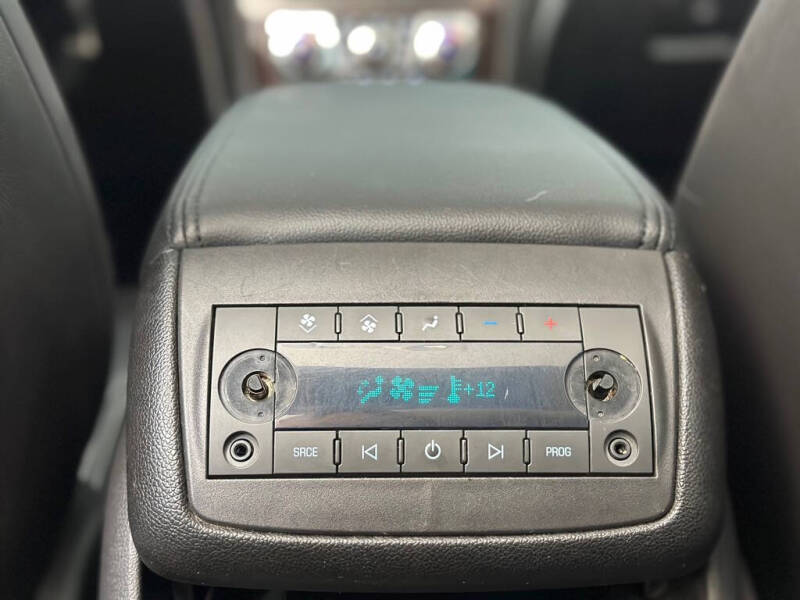 − +
+12
SRCE PROG